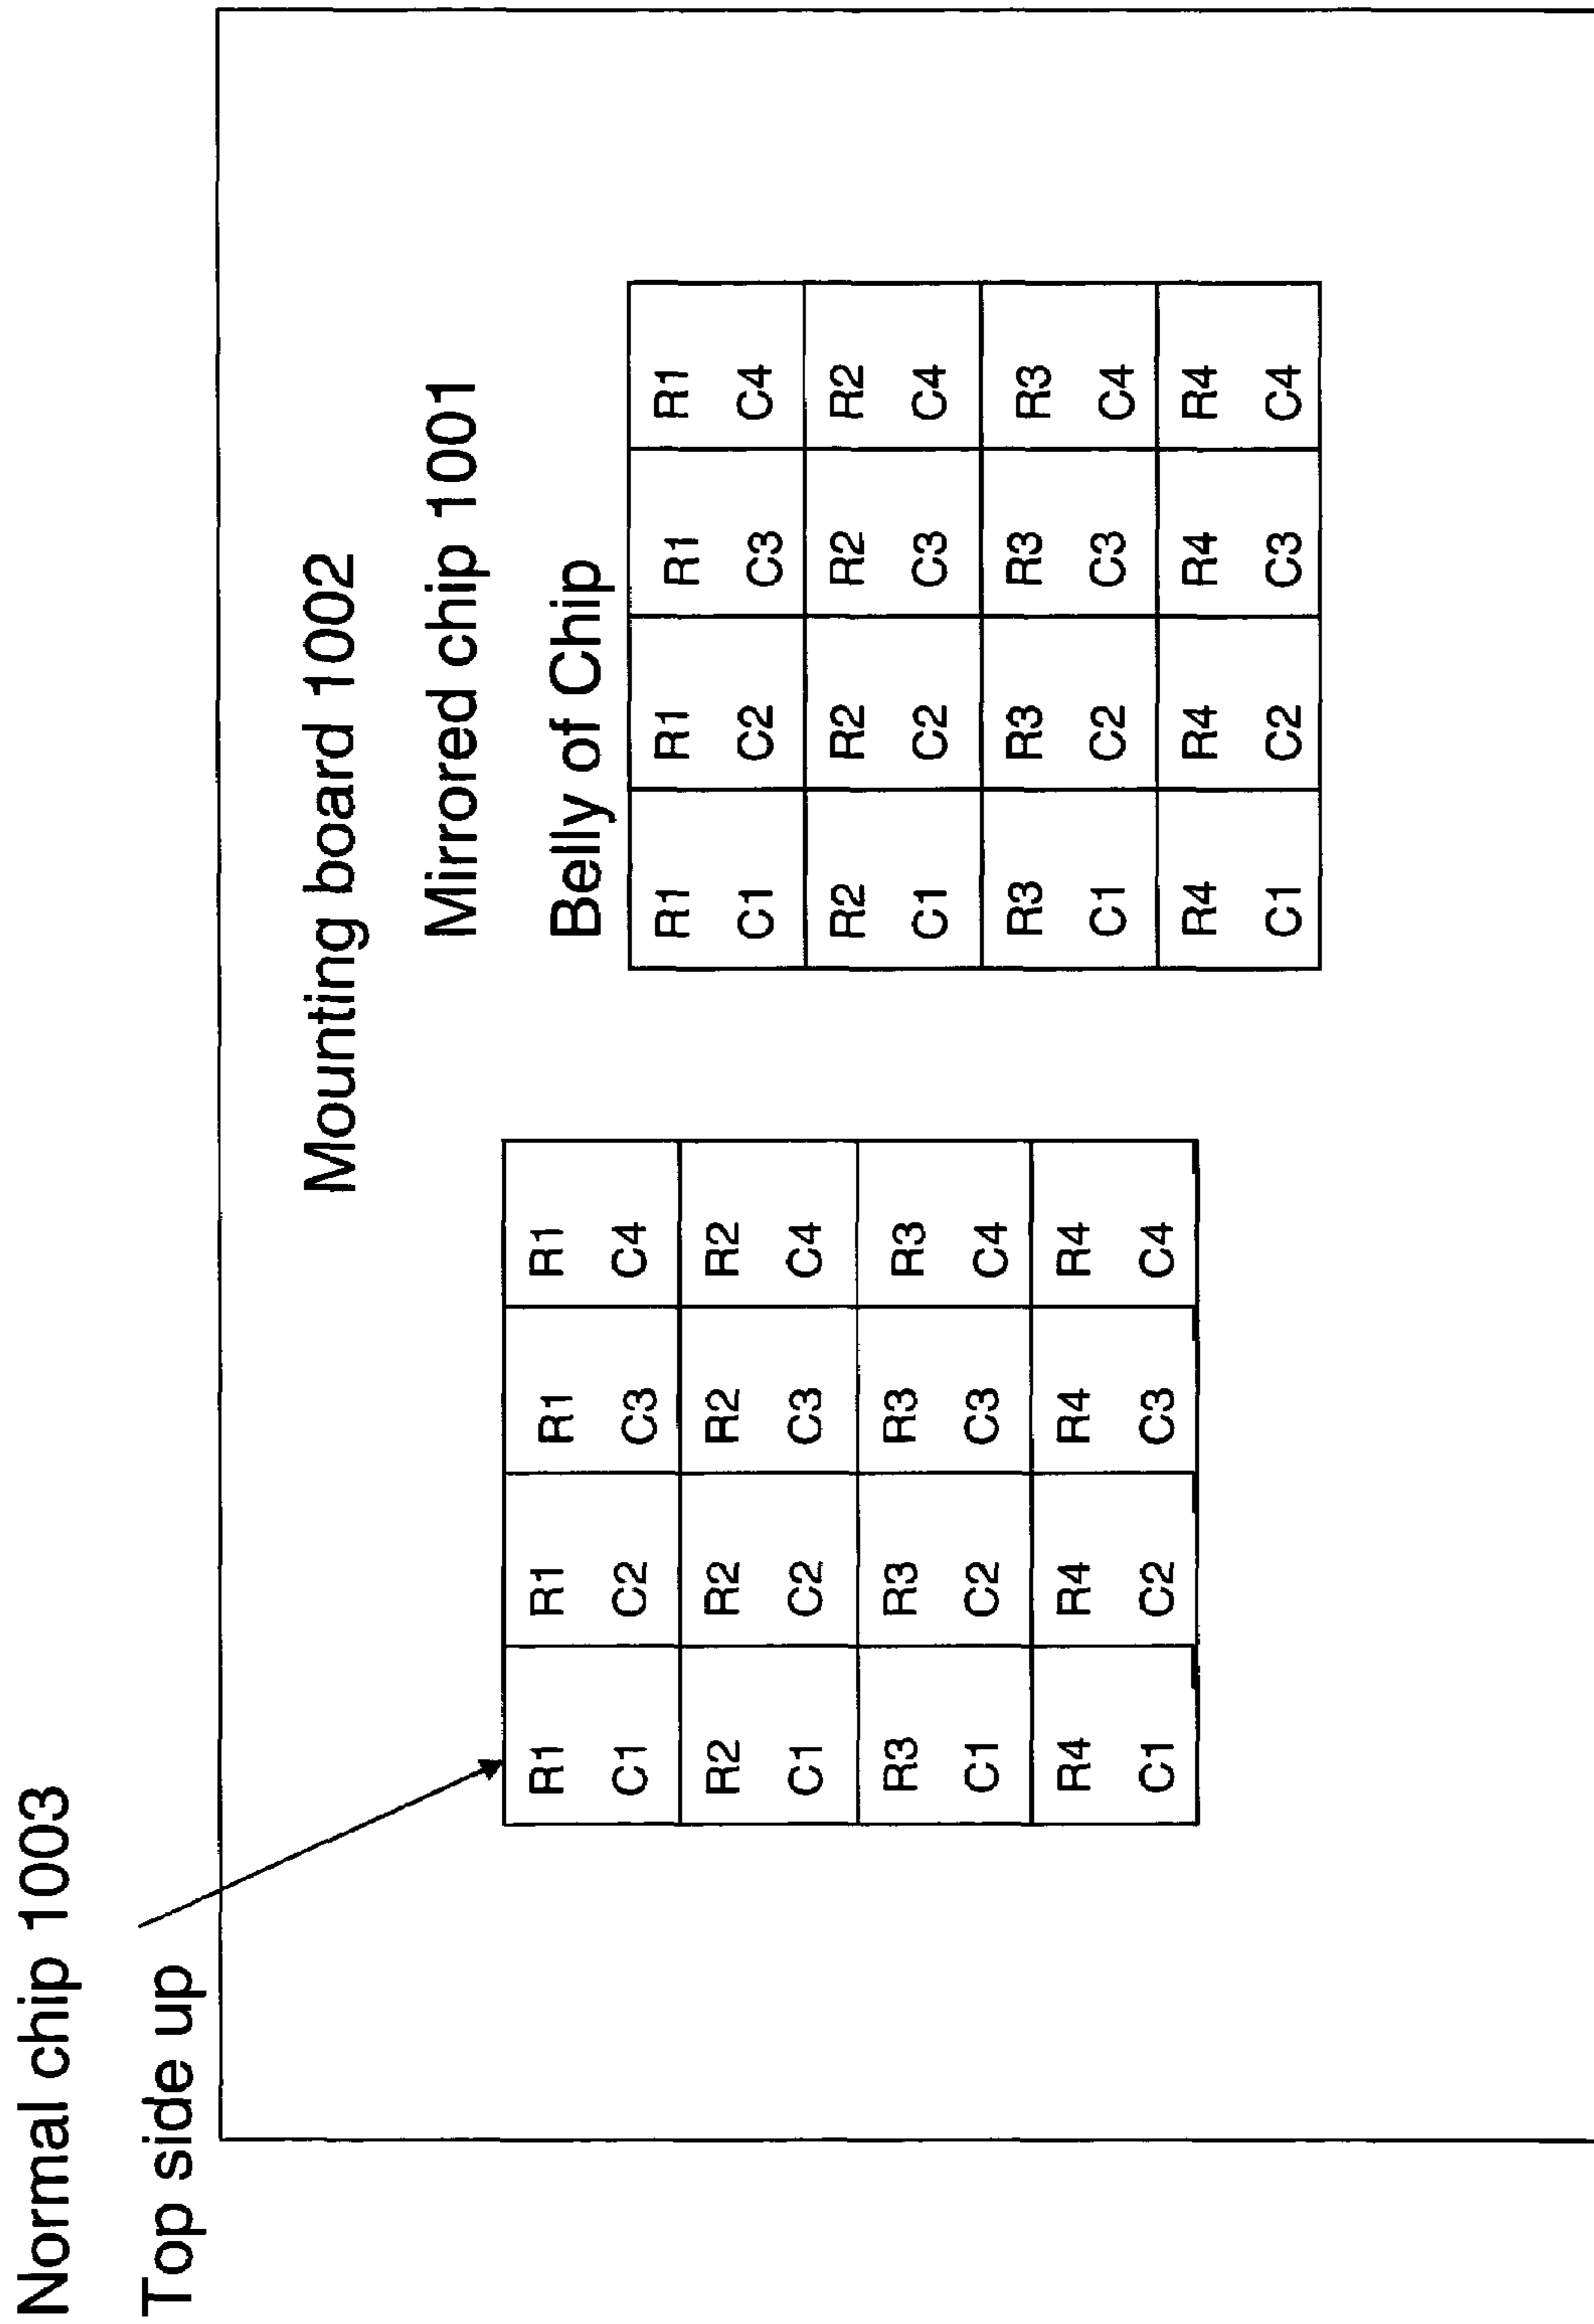 Normal chip 1003
Top side up
Mounting board 1002
Mirrored chip 1001
Belly of Chip
R1 R1 R1 R1
C1 C2 C3 C4
R2 R2 R2 R2
C1 C2 C3 C4
R3 R3 R3 R3
C1 C2 C3 C4
R4 R4 R4 R4
C1 C2 C3 C4
R1 R1 R1 R1
C1 C2 C3 C4
R2 R2 R2 R2
C1 C2 C3 C4
R3 R3 R3 R3
C1 C2 C3 C4
R4 R4 R4 R4
C1 C2 C3 C4